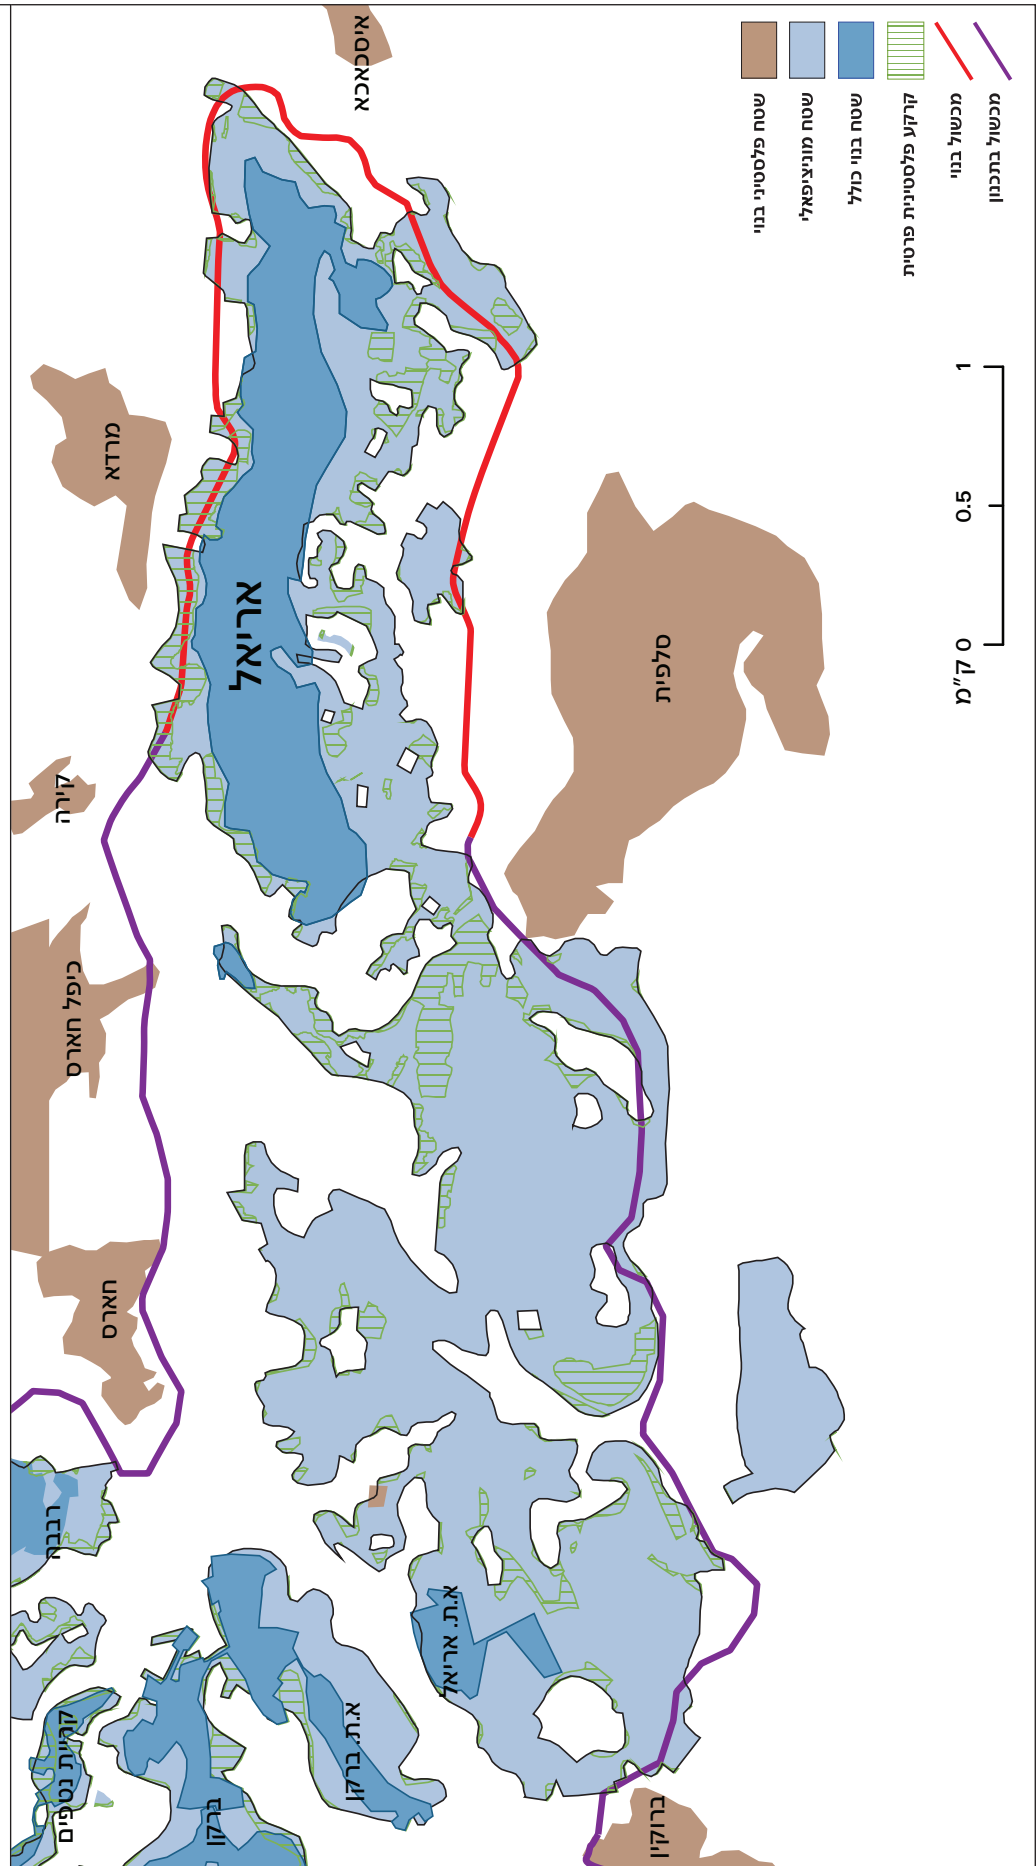 מכשול בתכנון
מכשול בנוי
קרקע פלסטינית פרטית
שטח בנוי כולל
שטח מוניציפאלי
שטח פלסטיני בנוי
1
0.5
0 ק"מ
איסכאכא
מרדא
אריאל
סלפית
קירה
כיפל חארס
חארס
רבבה
א.ת. אריאל
א.ת. ברקן
קריית נטפים
ברקן
ברוקין